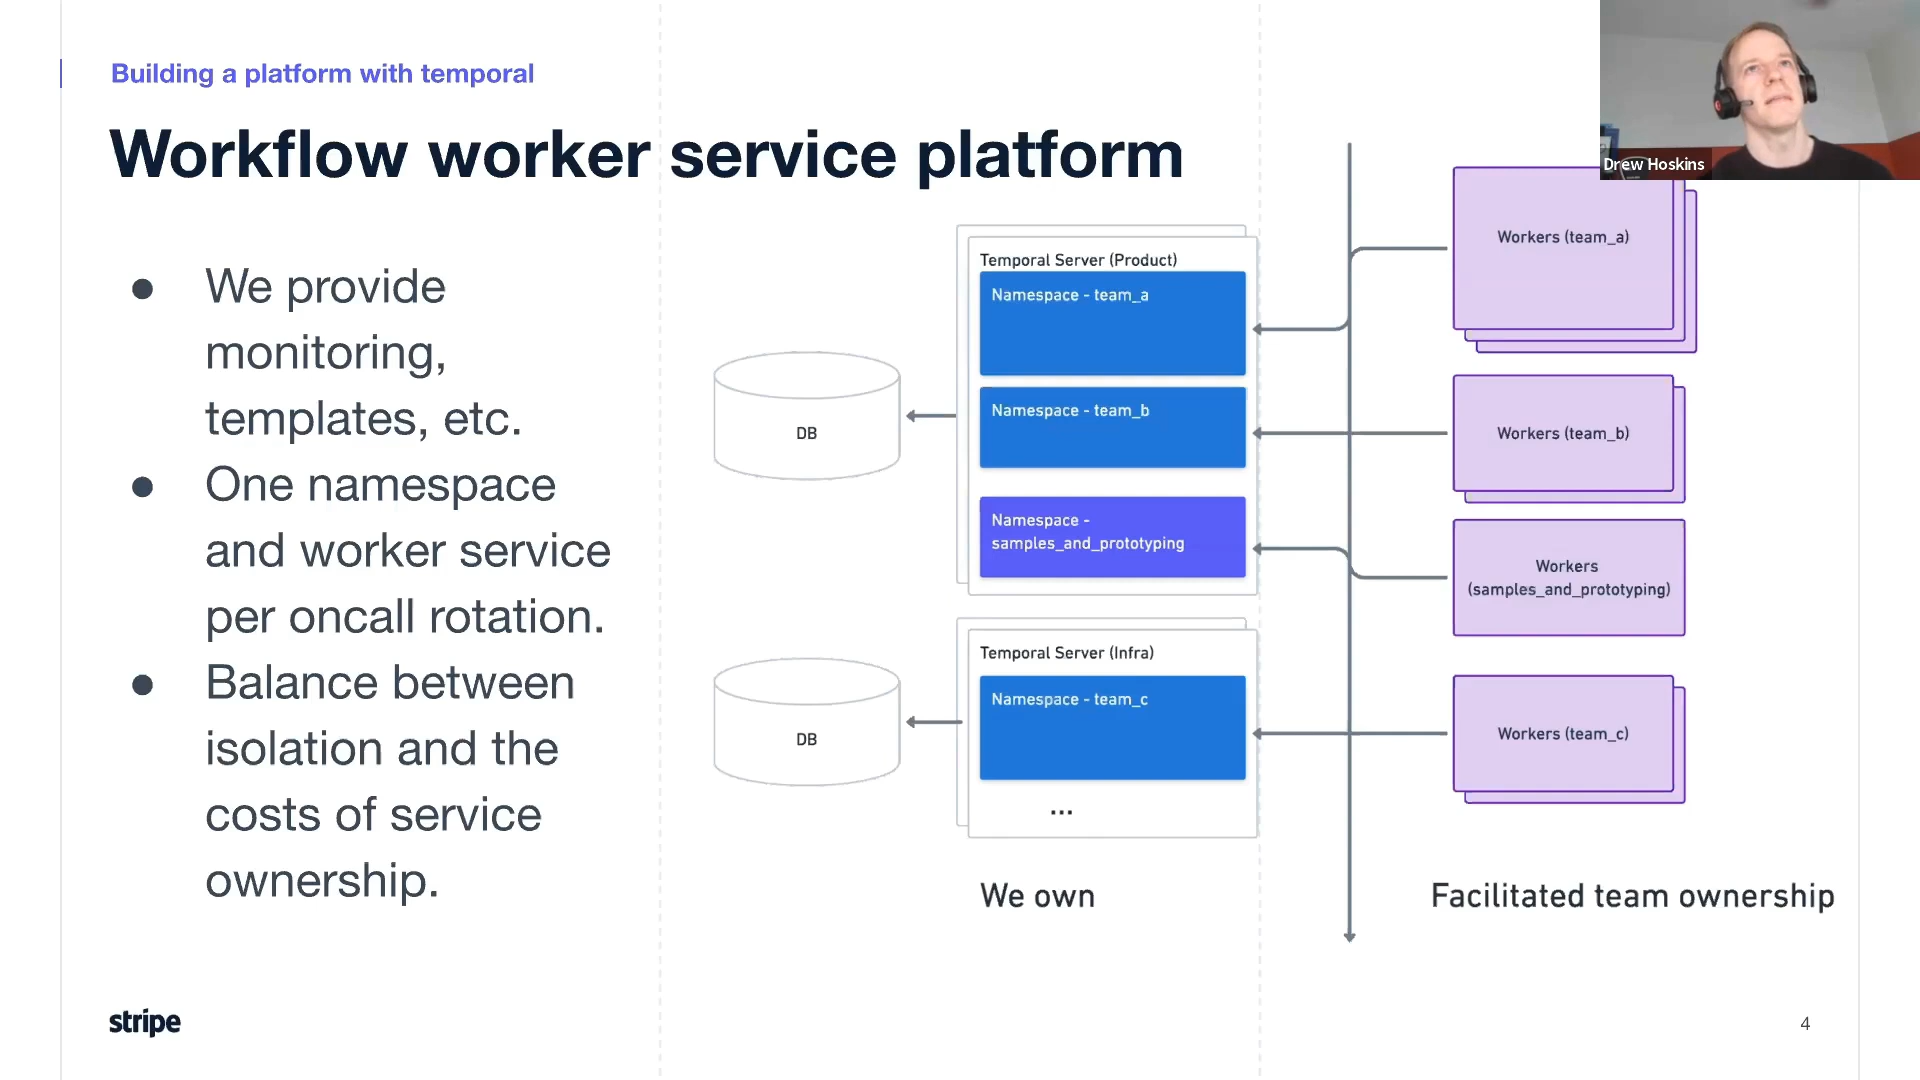 Building a platform with temporal
Workflow worker service platform
● We provide
monitoring,
templates, etc.
● One namespace
and worker service
per oncall rotation.
● Balance between
isolation and the
costs of service
ownership.
DB
DB
Temporal Server (Product)
Namespace - team_a
Namespace - team_b
Namespace -
samples_and_prototyping
Temporal Server (Infra)
Namespace - team_c
...
We own
Drew Hoskins
Workers (team_a)
Workers (team_b)
Workers
(samples_and_prototyping)
Workers (team_c)
Facilitated team ownership
stripe
4